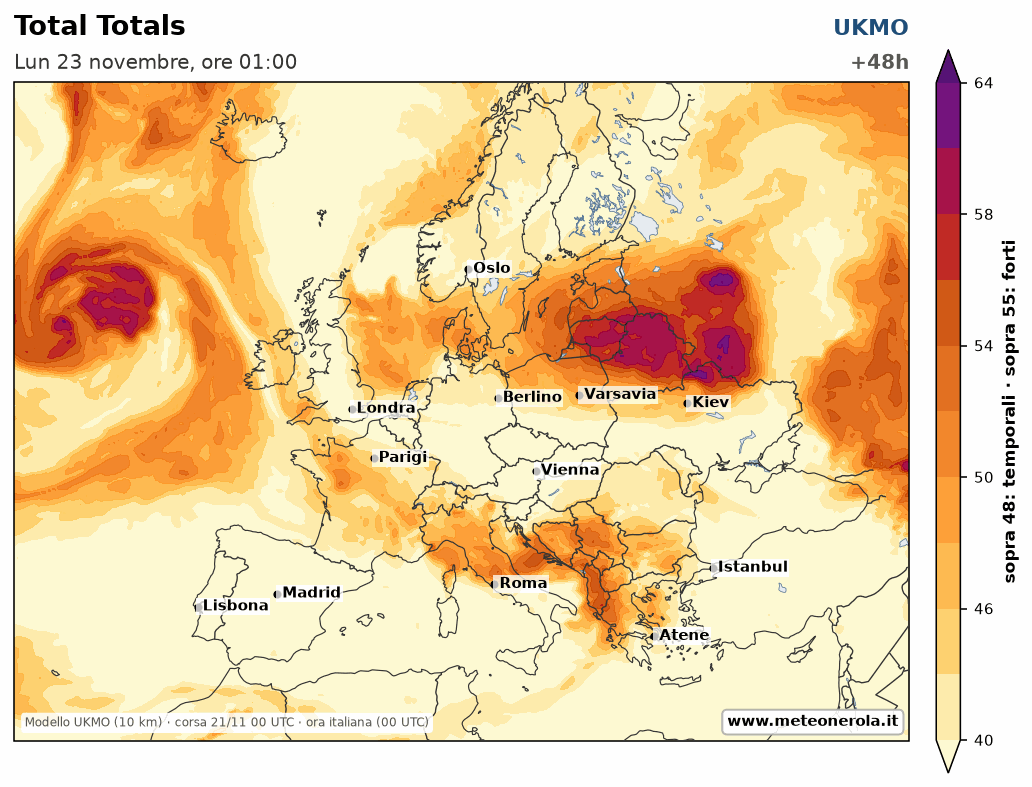 Total Totals
UKMO
Lun 23 novembre, ore 01:00
+48h
64
58
54
50
46
40
sopra 48: temporali · sopra 55: forti
Oslo
Londra
Berlino
Varsavia
Kiev
Parigi
Vienna
Istanbul
Roma
Madrid
Lisbona
Atene
Modello UKMO (10 km) · corsa 21/11 00 UTC · ora italiana (00 UTC)
www.meteonerola.it